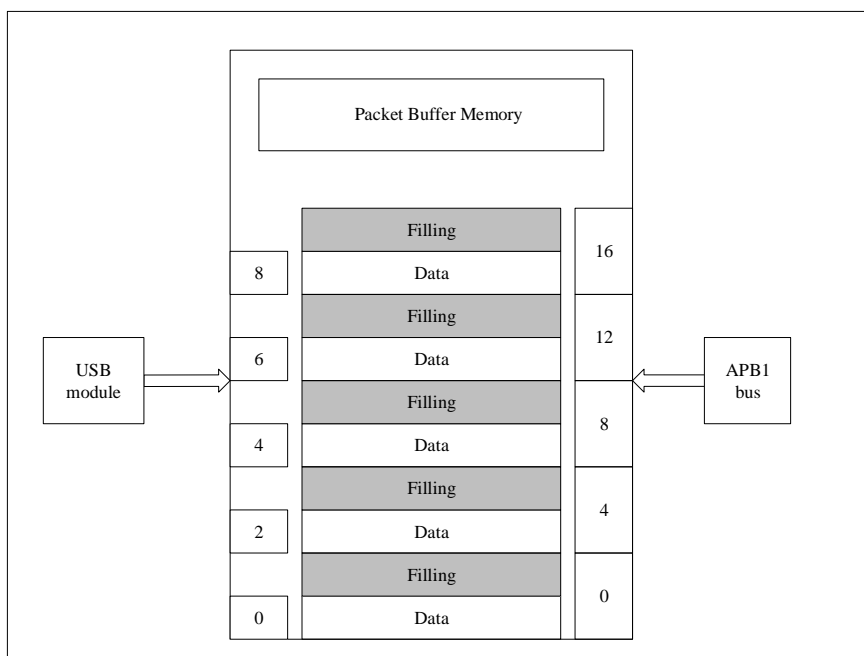 Packet Buffer Memory
Filling
16
8
Data
Filling
12
USB
module
6
Data
APB1
bus
Filling
8
4
Data
Filling
4
2
Data
Filling
0
0
Data